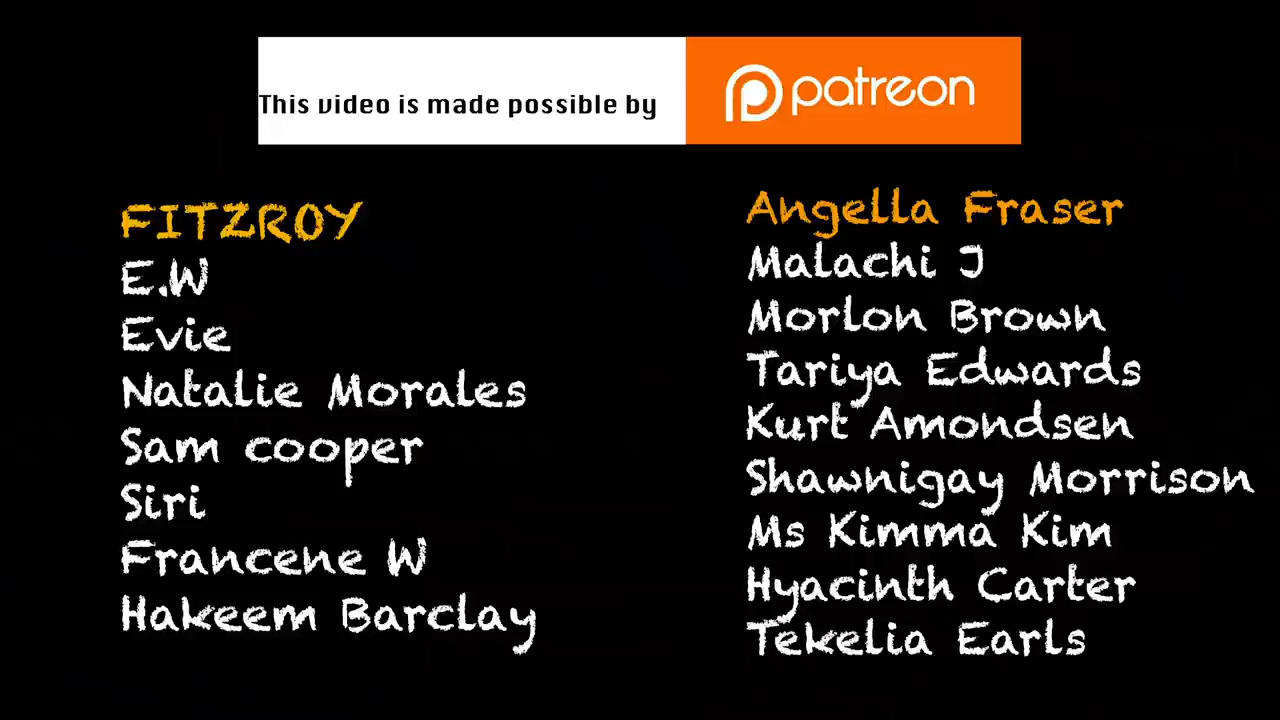 This video is made possible by patreon
FITZROY
E.W
Evie
Natalie Morales
Sam cooper
Siri
Francene W
Hakeem Barclay
Angella Fraser
Malachi J
Morlon Brown
Tariya Edwards
Kurt Amondsen
Shawnigay Morrison
Ms Kimma Kim
Hyacinth Carter
Tekelia Earls